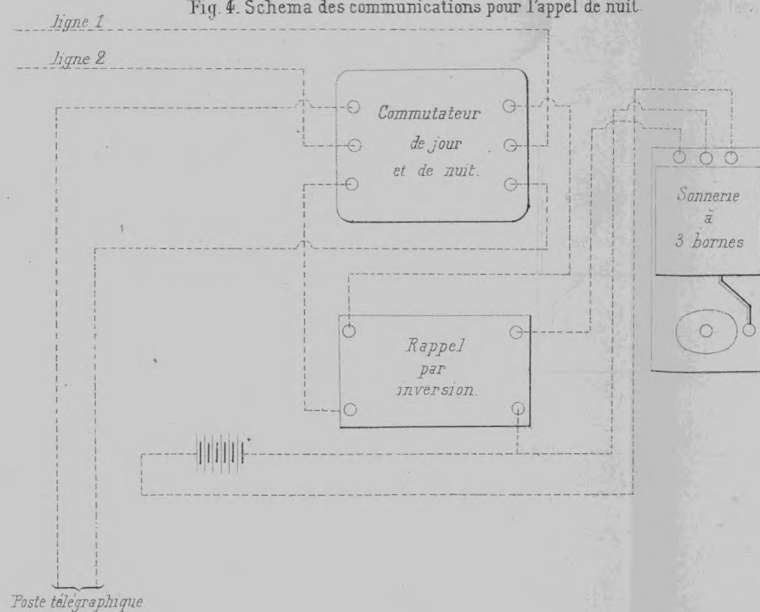 Fig. 4. Schema des communications pour l'appel de nuit
ligne 1
ligne 2
Commutateur
de jour
et de nuit.
Sonnerie
à
3 bornes
Rappel
par
inversion.
Poste télégraphique